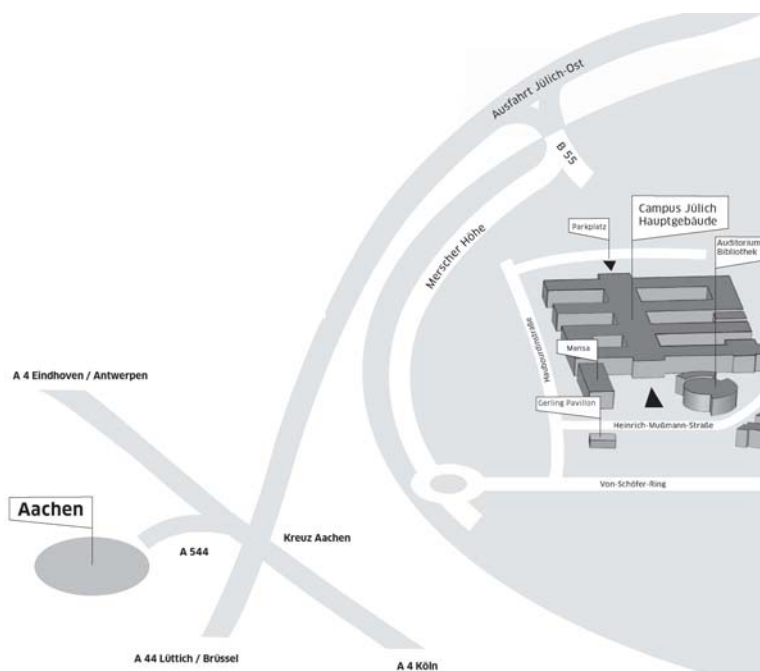 Ausfahrt Jülich-Ost
B 55
Merscher Höhe
Campus Jülich
Hauptgebäude
Parkplatz
Auditorium
Bibliothek
Mensa
Gerling Pavillon
Heinrich-Mußmann-Straße
Von-Schöfer-Ring
A 4 Eindhoven / Antwerpen
Aachen
A 544
Kreuz Aachen
A 44 Lüttich / Brüssel
A 4 Köln